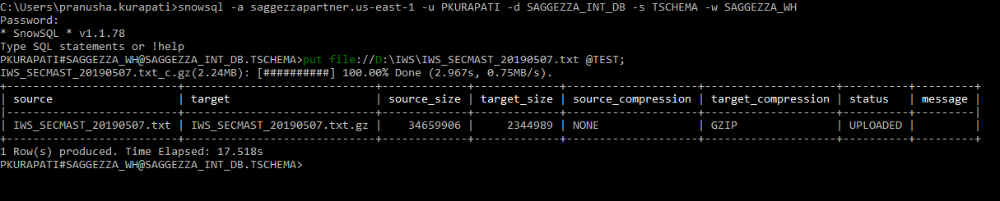 C:\Users\pranusha.kurapati>snowsql -a saggezzapartner.us-east-1 -u PKURAPATI -d SAGGEZZA_INT_DB -s TSCHEMA -w SAGGEZZA_WH
Password:
* SnowSQL * v1.1.78
Type SQL statements or !help
PKURAPATI#SAGGEZZA_WH@SAGGEZZA_INT_DB.TSCHEMA>put file://D:\IWS\IWS_SECMAST_20190507.txt @TEST;
IWS_SECMAST_20190507.txt_c.gz(2.24MB): [##########] 100.00% Done (2.967s, 0.75MB/s).
+--------------------------+-----------------------------+-------------+-------------+--------------------+--------------------+----------+---------+
| source | target | source_size | target_size | source_compression | target_compression | status | message |
|--------------------------+-----------------------------+-------------+-------------+--------------------+--------------------+----------+---------|
| IWS_SECMAST_20190507.txt | IWS_SECMAST_20190507.txt.gz | 34659906 | 2344989 | NONE | GZIP | UPLOADED | |
+--------------------------+-----------------------------+-------------+-------------+--------------------+--------------------+----------+---------+
1 Row(s) produced. Time Elapsed: 17.518s
PKURAPATI#SAGGEZZA_WH@SAGGEZZA_INT_DB.TSCHEMA>